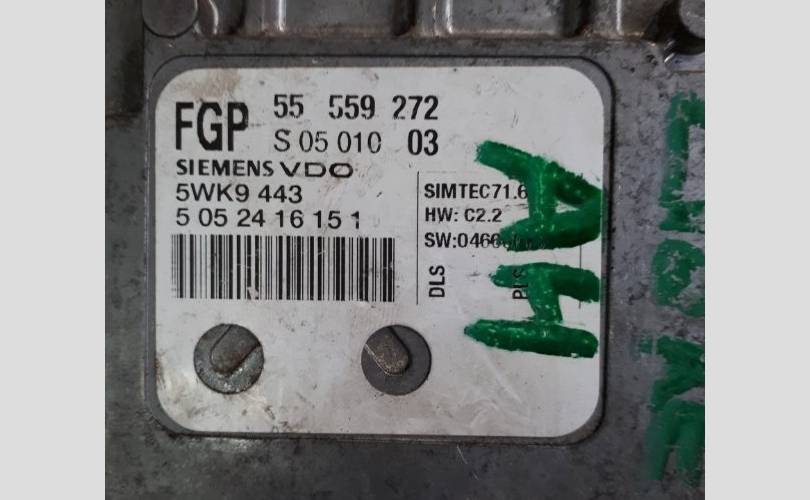 FGP 55 559 272
S 05 010 03
SIEMENS VDO
5WK9 443
5 05 24 16 15 1
SIMTEC71.6
HW: C2.2
DLS
AH